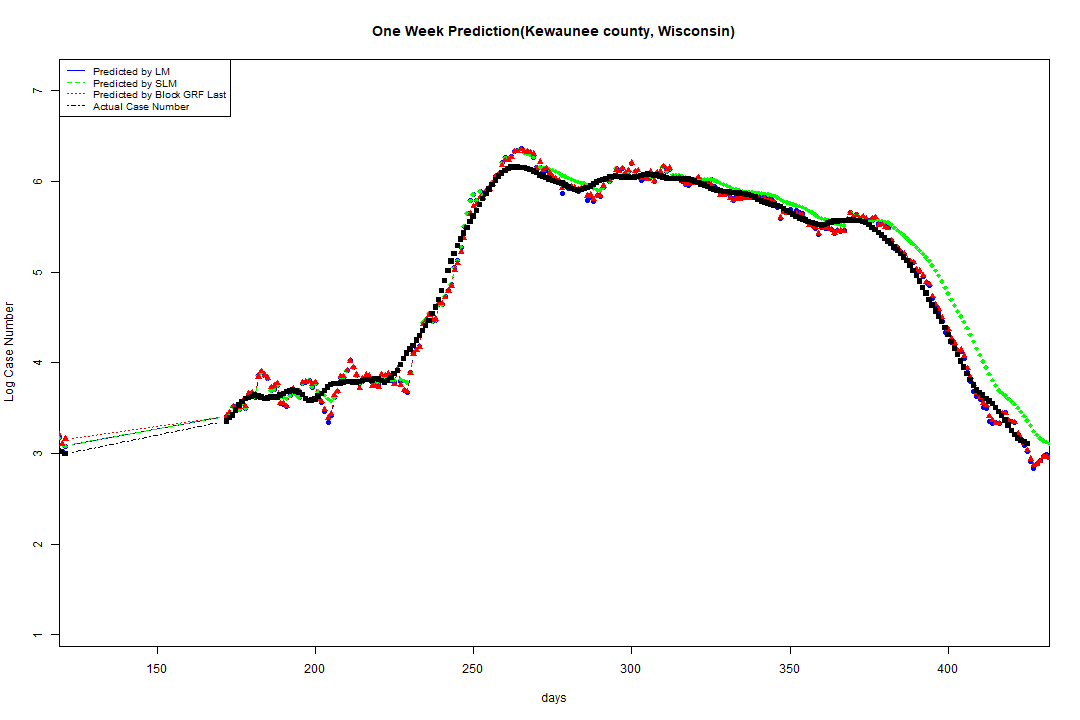 One Week Prediction(Kewaunee county, Wisconsin)
Predicted by LM
Predicted by SLM
Predicted by Block GRF Last
Actual Case Number
7
6
5
4
3
2
1
Log Case Number
150 200 250 300 350 400
days